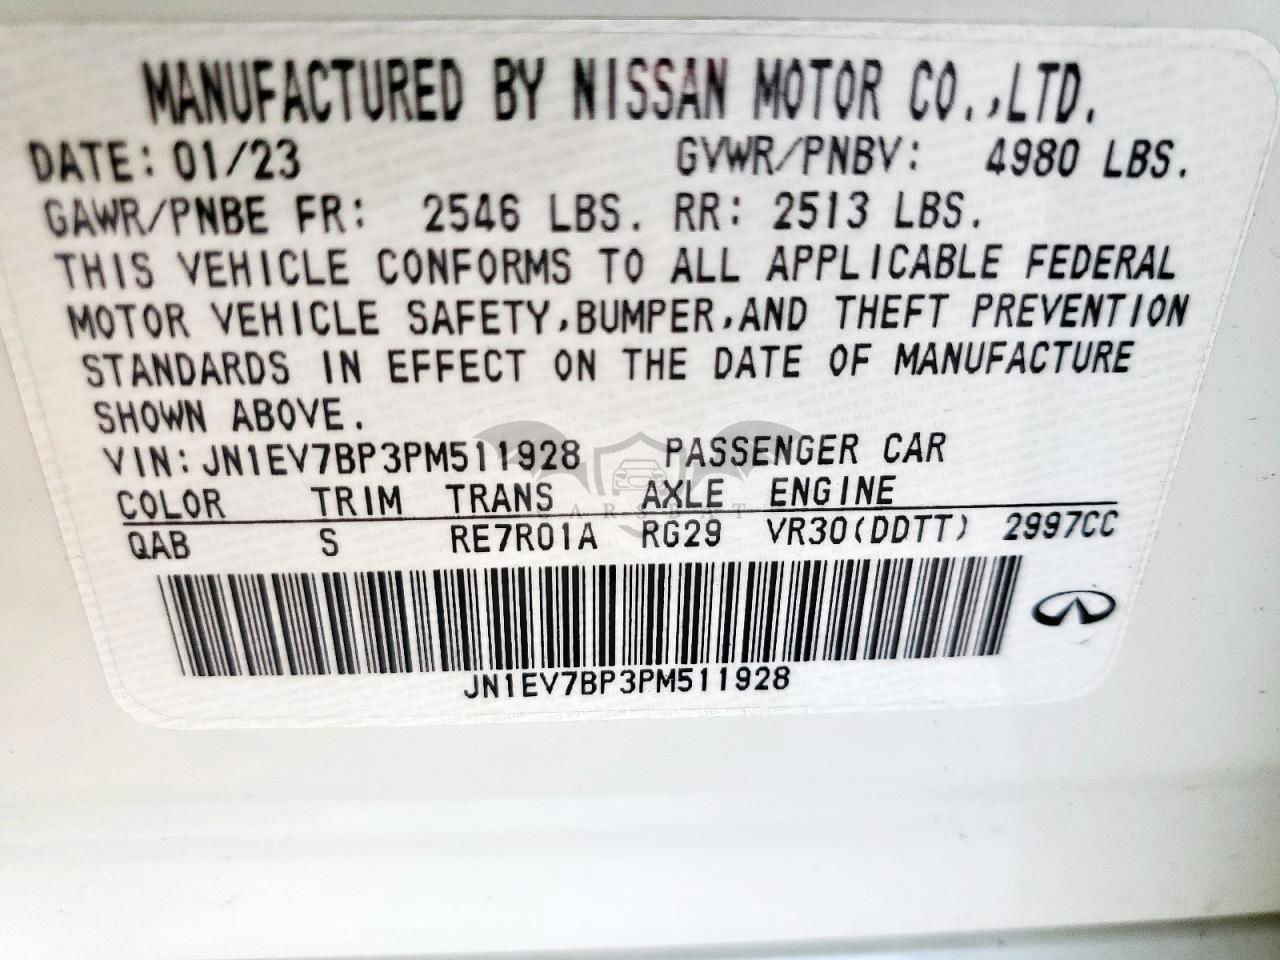 MANUFACTURED BY NISSAN MOTOR CO.,LTD.
DATE: 01/23 GVWR/PNBV: 4980 LBS.
GAWR/PNBE FR: 2546 LBS. RR: 2513 LBS.
THIS VEHICLE CONFORMS TO ALL APPLICABLE FEDERAL
MOTOR VEHICLE SAFETY,BUMPER,AND THEFT PREVENTION
STANDARDS IN EFFECT ON THE DATE OF MANUFACTURE
SHOWN ABOVE.
VIN: JN1EV7BP3PM511928 PASSENGER CAR
COLOR TRIM TRANS AXLE ENGINE
QAB S RE7R01A RG29 VR30(DDTT) 2997CC
JN1EV7BP3PM511928